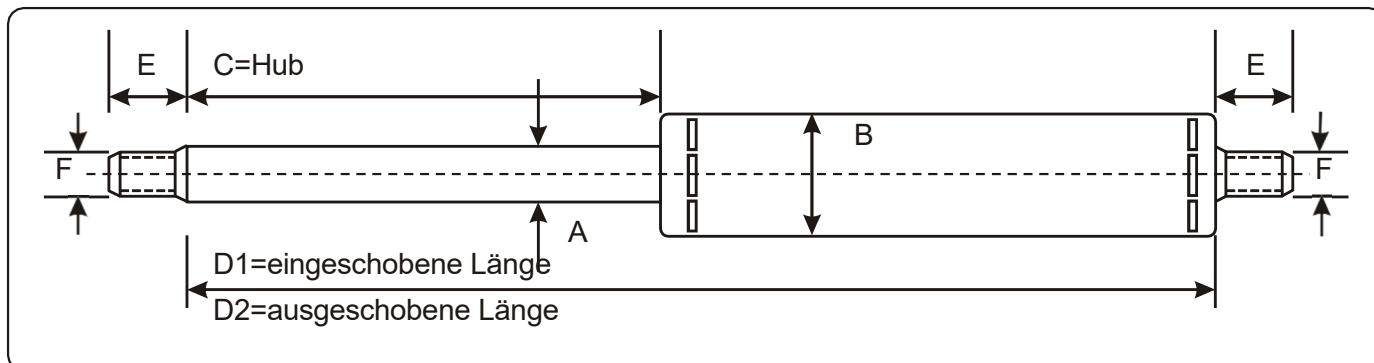 E C=Hub E
B
F F
A
D1=eingeschobene Länge
D2=ausgeschobene Länge